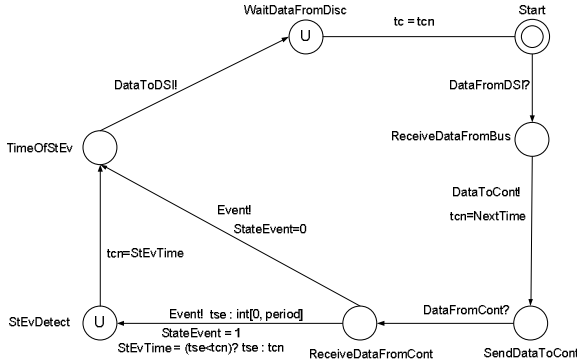 WaitDataFromDisc
Start
tc = tcn
U
DataToDSI!
DataFromDSI?
ReceiveDataFromBus
TimeOfStEv
DataToCont!
tcn=NextTime
Event!
StateEvent=0
tcn=StEvTime
Event! tse : int[0, period]
DataFromCont?
StEvDetect
U
StateEvent = 1
StEvTime = (tse<tcn)? tse : tcn
ReceiveDataFromCont
SendDataToCont